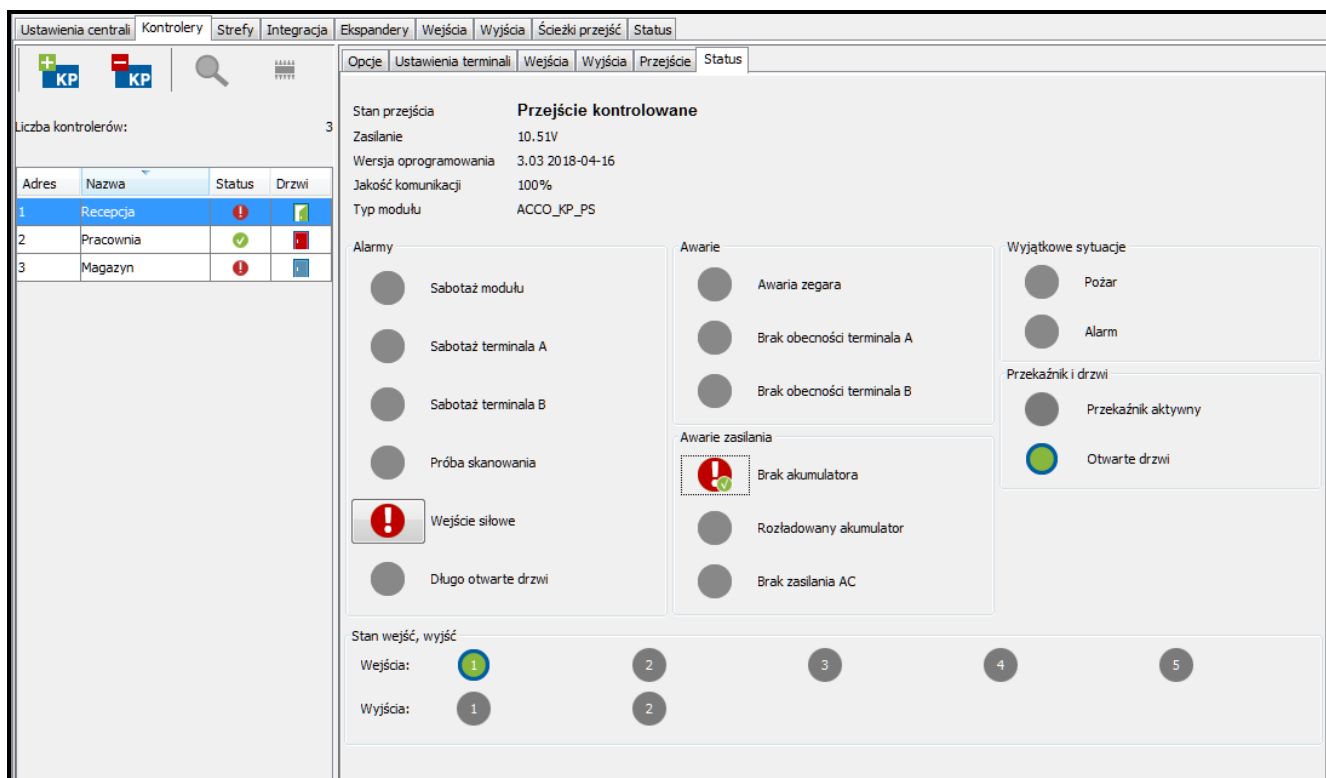 Ustawienia centrali Kontrolery Strefy Integracja Ekspandery Wejścia Wyjścia Ścieżki przejść Status
KP KP
Liczba kontrolerów: 3
Adres Nazwa Status Drzwi
1 Recepcja
2 Pracownia
3 Magazyn
Opcje Ustawienia terminali Wejścia Wyjścia Przejście Status
Stan przejścia Przejście kontrolowane
Zasilanie 10.51V
Wersja oprogramowania 3.03 2018-04-16
Jakość komunikacji 100%
Typ modułu ACCO_KP_PS
Alarmy
Sabotaż modułu
Sabotaż terminala A
Sabotaż terminala B
Próba skanowania
Wejście siłowe
Długo otwarte drzwi
Awarie
Awaria zegara
Brak obecności terminala A
Brak obecności terminala B
Awarie zasilania
Brak akumulatora
Rozładowany akumulator
Brak zasilania AC
Wyjątkowe sytuacje
Pożar
Alarm
Przekaźnik i drzwi
Przekaźnik aktywny
Otwarte drzwi
Stan wejść, wyjść
Wejścia: 1 2 3 4 5
Wyjścia: 1 2